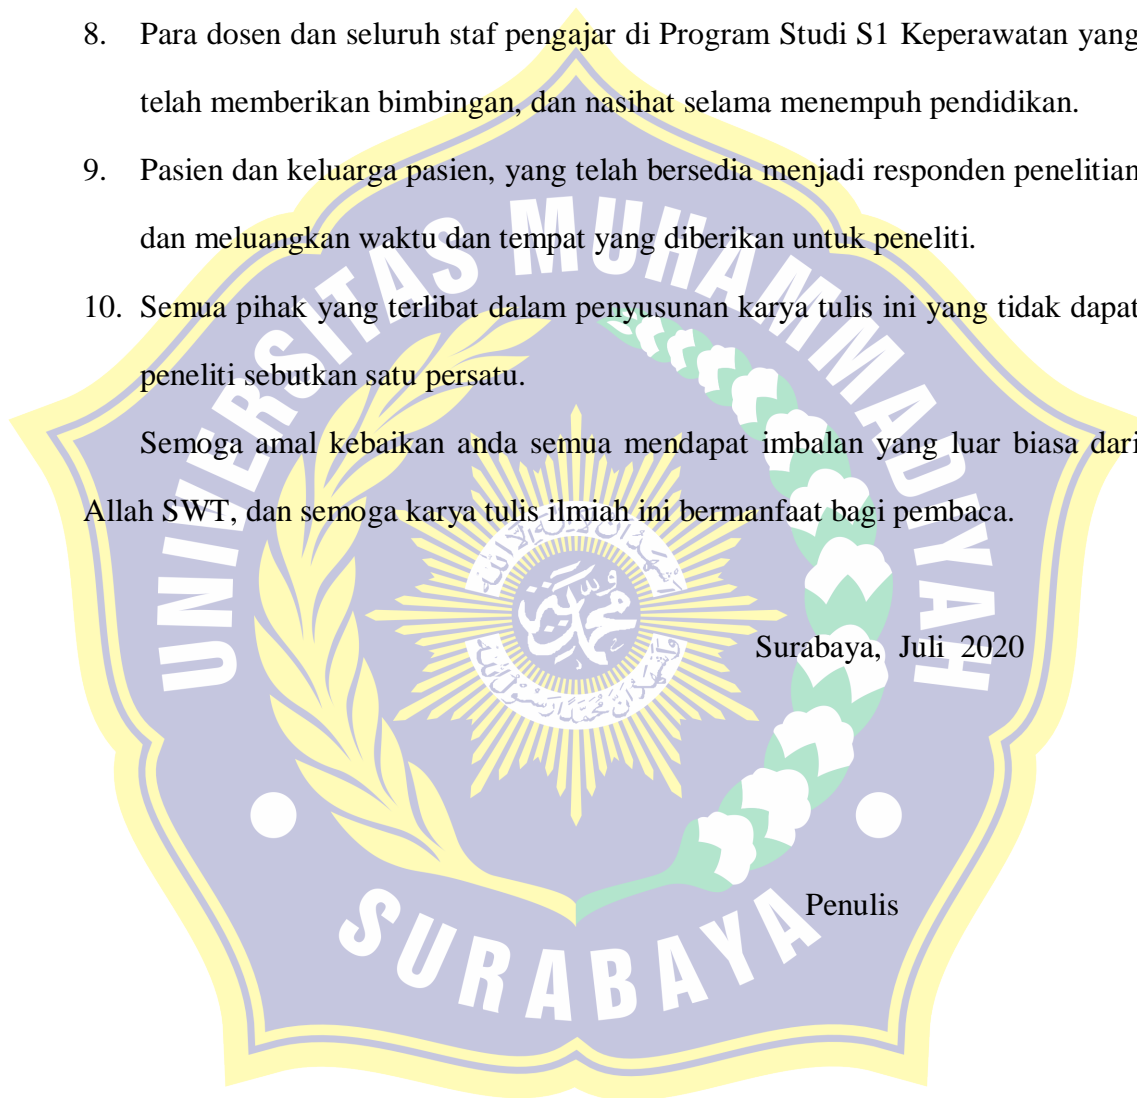 8. Para dosen dan seluruh staf pengajar di Program Studi S1 Keperawatan yang
telah memberikan bimbingan, dan nasihat selama menempuh pendidikan.
9. Pasien dan keluarga pasien, yang telah bersedia menjadi responden penelitian
dan meluangkan waktu dan tempat yang diberikan untuk peneliti.
10. Semua pihak yang terlibat dalam penyusunan karya tulis ini yang tidak dapat
peneliti sebutkan satu persatu.
Semoga amal kebaikan anda semua mendapat imbalan yang luar biasa dari
Allah SWT, dan semoga karya tulis ilmiah ini bermanfaat bagi pembaca.
Surabaya, Juli 2020
Penulis
UNIVERSITAS MUHAMMADIYAH
SURABAYA
محمد